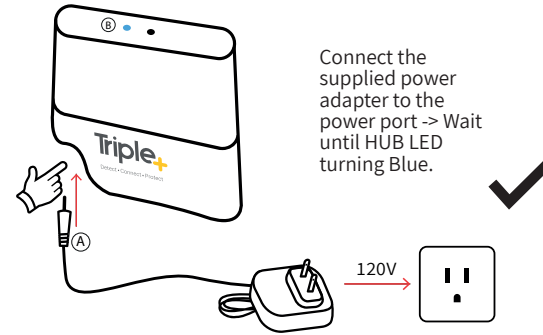 B
Connect the
supplied power
adapter to the
power port -> Wait
until HUB LED
turning Blue.
Triple+
Detect • Connect • Protect
A
120V